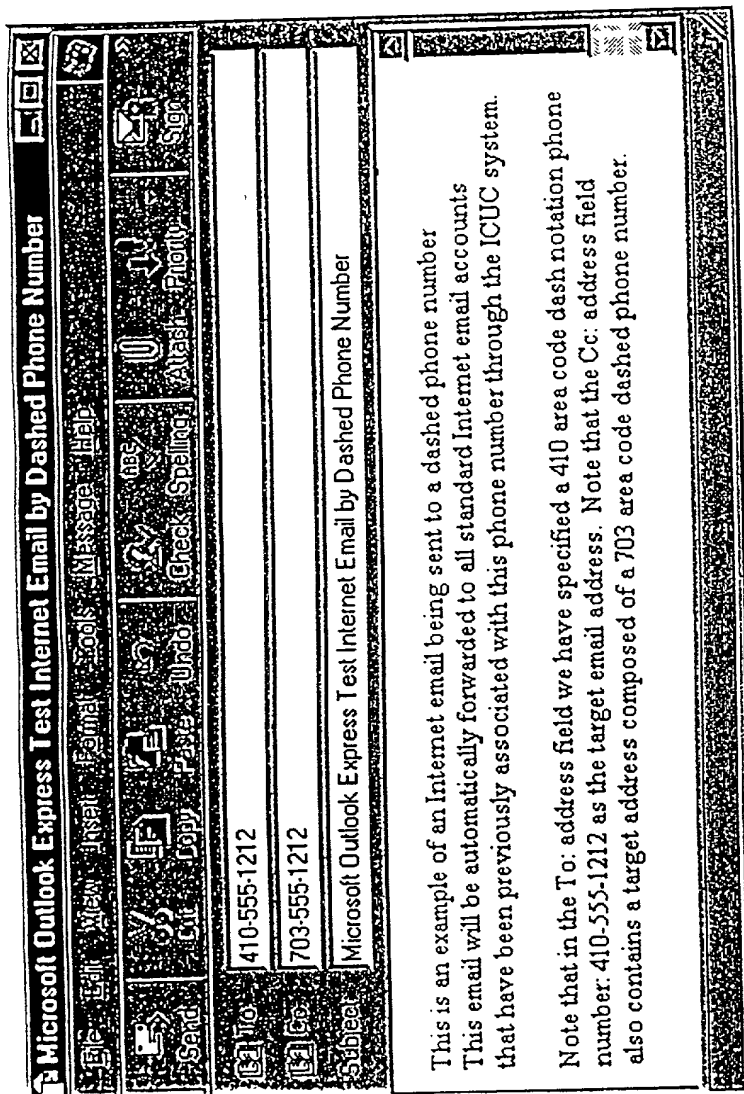 Microsoft Outlook Express Test Internet Email by Dashed Phone Number
File Edit View Insert Format Tools Message Help
Send Cut Copy Paste Undo Check Spelling Attach Priority Sign
To: 410-555-1212
Cc: 703-555-1212
Subject: Microsoft Outlook Express Test Internet Email by Dashed Phone Number
This is an example of an Internet email being sent to a dashed phone number
This email will be automatically forwarded to all standard Internet email accounts
that have been previously associated with this phone number through the ICUC system.
Note that in the To: address field we have specified a 410 area code dash notation phone
number: 410-555-1212 as the target email address. Note that the Cc: address field
also contains a target address composed of a 703 area code dashed phone number.